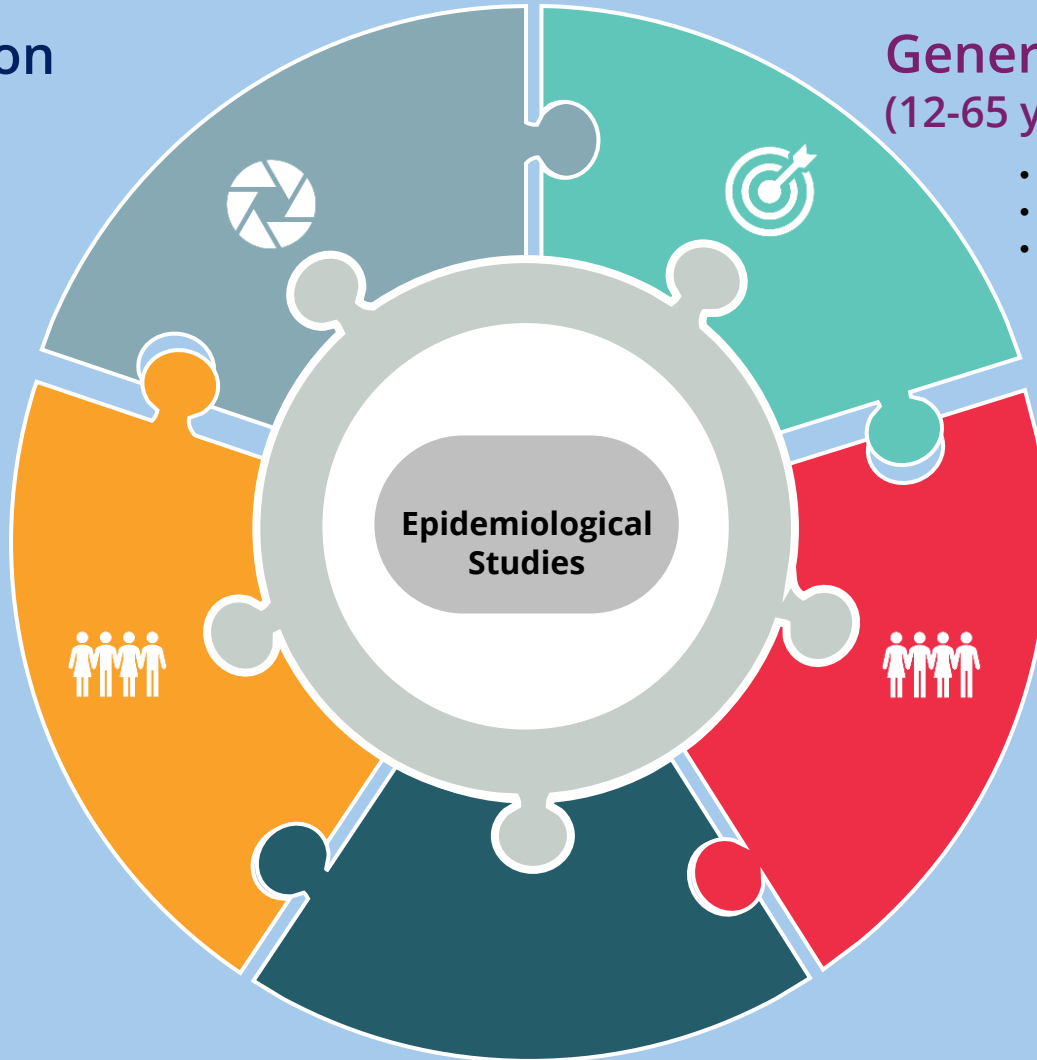 on
Gener
(12-65 y
•
•
•
Epidemiological
Studies